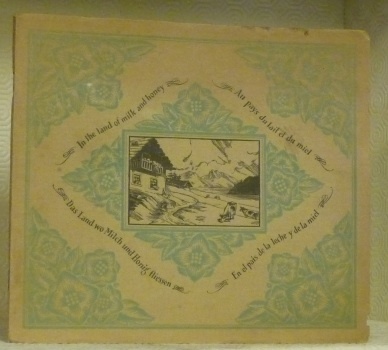 In the land of milk and honey
Au pays du lait et du miel
Das Land wo Milch und Honig fliessen
En el país de la leche y de la miel